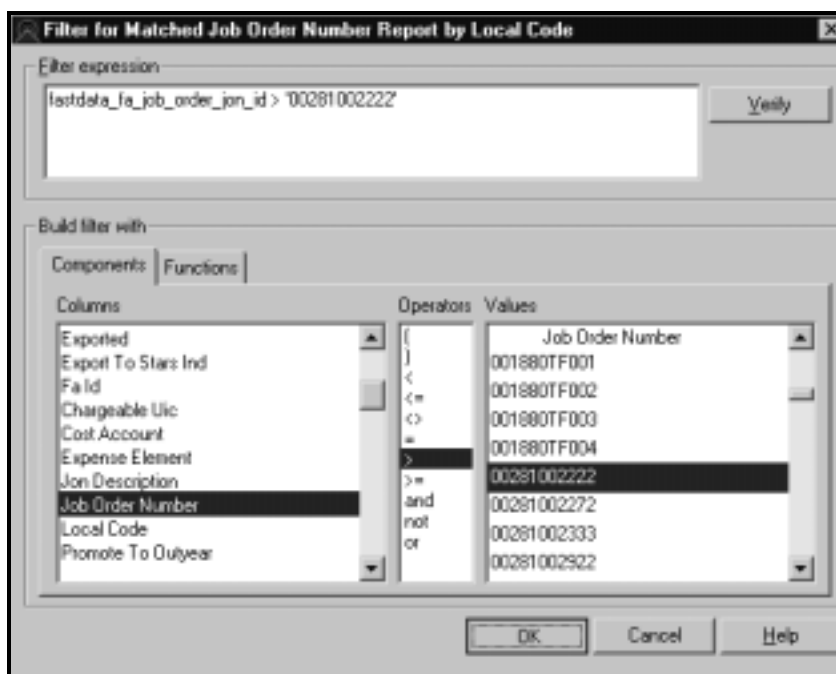 Filter for Matched Job Order Number Report by Local Code
Filter expression
fastdata_fa_job_order_jon_id > '00281002222'
Verify
Build filter with
Components
Functions
Columns
Exported
Export To Stars Ind
Fa Id
Chargeable Uic
Cost Account
Expense Element
Jon Description
Job Order Number
Local Code
Promote To Outyear
Operators
(
)
<
<=
<>
=
>
>=
and
not
or
Values
Job Order Number
001880TF001
001880TF002
001880TF003
001880TF004
00281002222
00281002272
00281002333
00281002922
OK
Cancel
Help